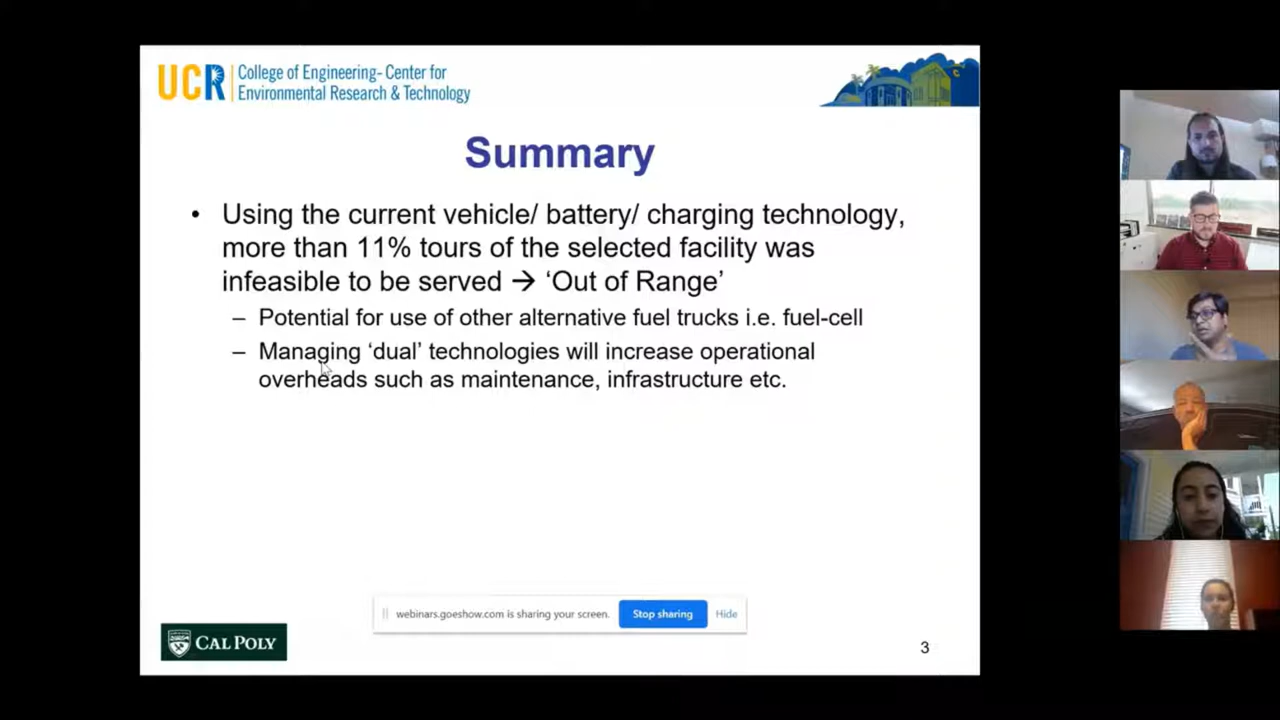 UCR
College of Engineering- Center for
Environmental Research & Technology
Summary
• Using the current vehicle/ battery/ charging technology,
more than 11% tours of the selected facility was
infeasible to be served → ‘Out of Range’
– Potential for use of other alternative fuel trucks i.e. fuel-cell
– Managing ‘dual’ technologies will increase operational
overheads such as maintenance, infrastructure etc.
webinars.goeshow.com is sharing your screen. Stop sharing Hide
CAL POLY
3